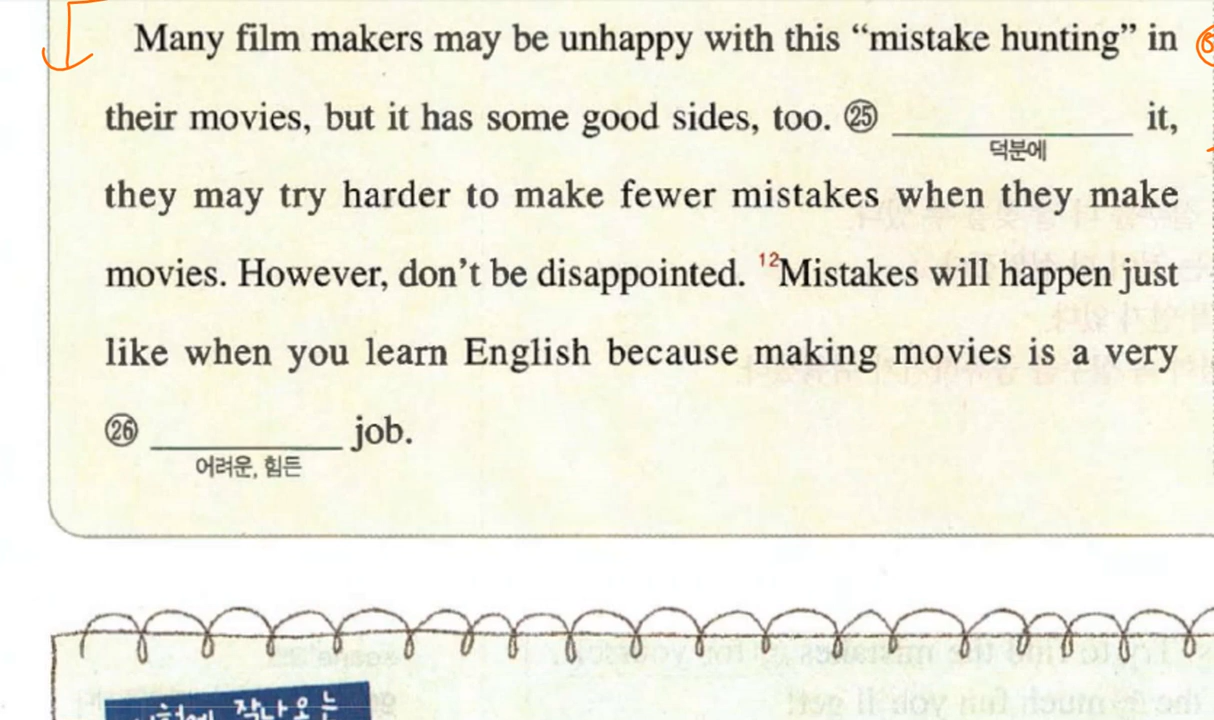 Many film makers may be unhappy with this “mistake hunting” in
their movies, but it has some good sides, too. ㉕ __________ it,
덕분에
they may try harder to make fewer mistakes when they make
movies. However, don’t be disappointed. 12Mistakes will happen just
like when you learn English because making movies is a very
㉖ __________ job.
어려운, 힘든